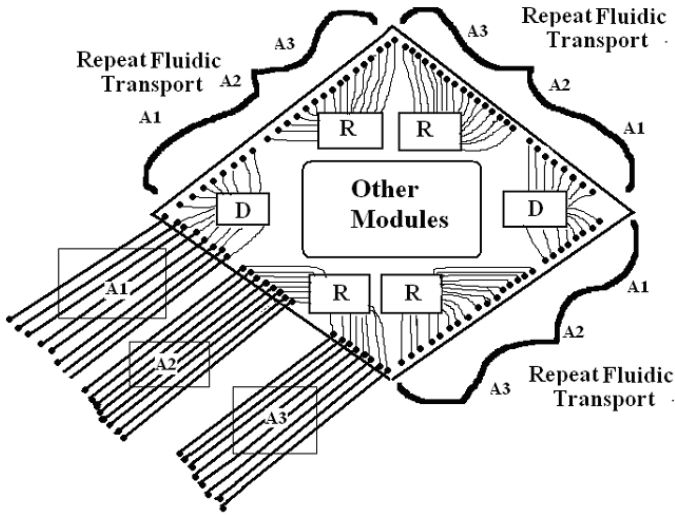 A3
Repeat Fluidic
Transport
A2
A1
A3
Repeat Fluidic
Transport
A2
A1
R
R
Other
Modules
D
D
R
R
A1
A2
A3
A1
A2
A3
Repeat Fluidic
Transport